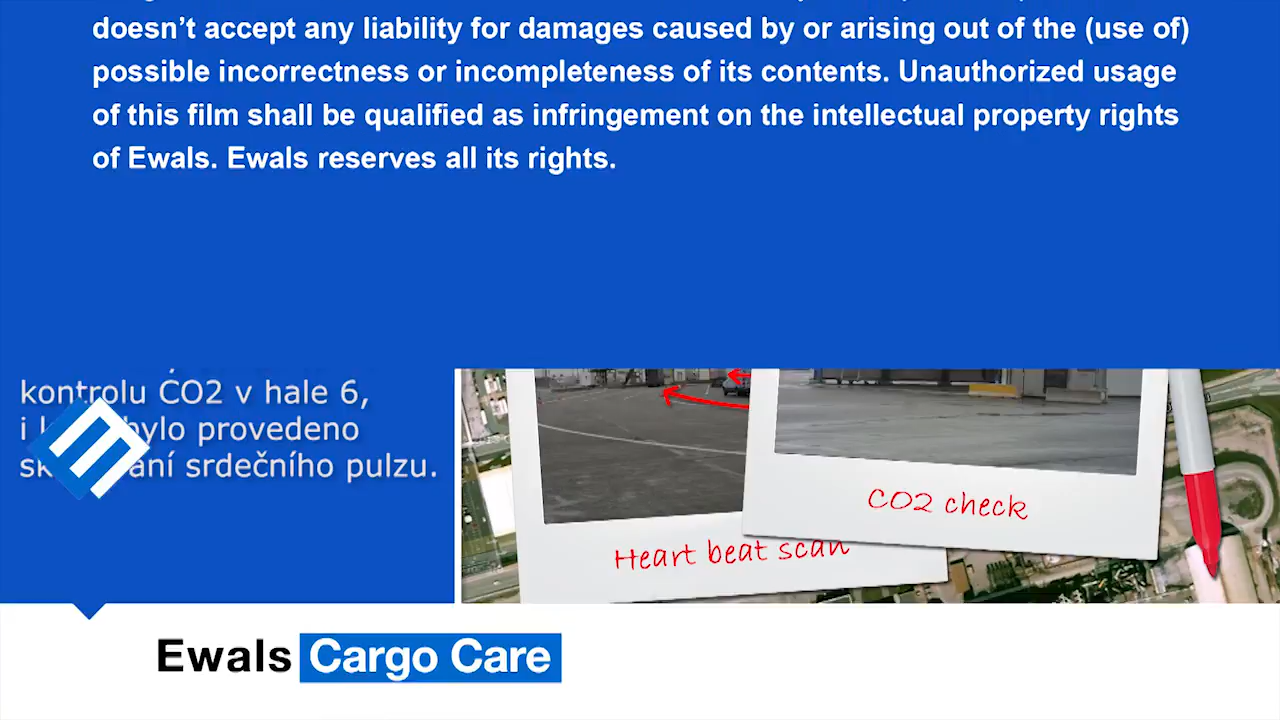 doesn’t accept any liability for damages caused by or arising out of the (use of)
possible incorrectness or incompleteness of its contents. Unauthorized usage
of this film shall be qualified as infringement on the intellectual property rights
of Ewals. Ewals reserves all its rights.
kontrolu CO2 v hale 6,
i bylo provedeno
srdečního pulzu.
CO2 check
Heart beat scan
Ewals Cargo Care